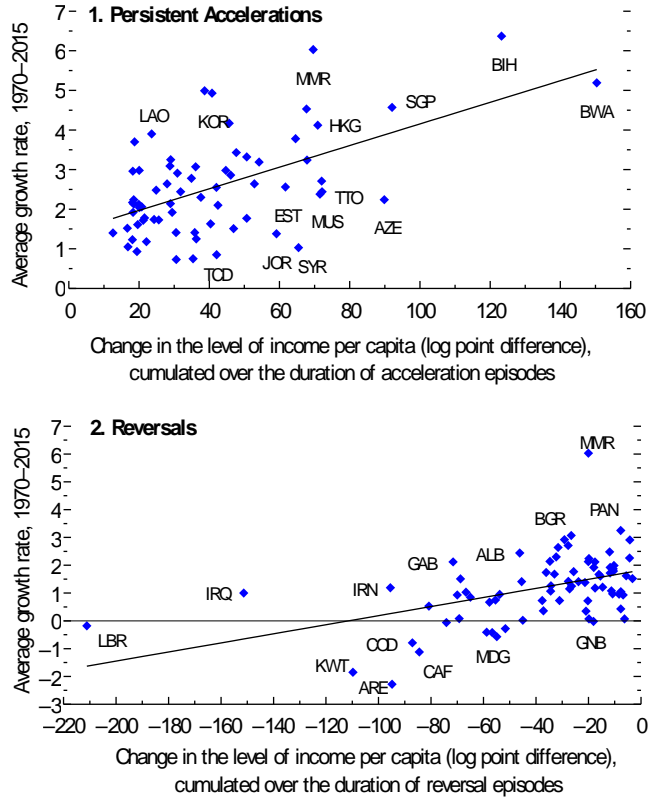 1. Persistent Accelerations
Average growth rate, 1970–2015
7
6
5
4
3
2
1
0
MMR
BIH
SGP
BWA
LAO
KOR
HKG
EST
TTO
MUS
AZE
JOR
SYR
TCD
0 20 40 60 80 100 120 140 160
Change in the level of income per capita (log point difference),
cumulated over the duration of acceleration episodes
2. Reversals
Average growth rate, 1970–2015
7
6
5
4
3
2
1
0
−1
−2
−3
MMR
PAN
BGR
ALB
GAB
IRN
IRQ
LBR
COD
MDG
GNB
KWT
CAF
ARE
−220 −200 −180 −160 −140 −120 −100 −80 −60 −40 −20 0
Change in the level of income per capita (log point difference),
cumulated over the duration of reversal episodes